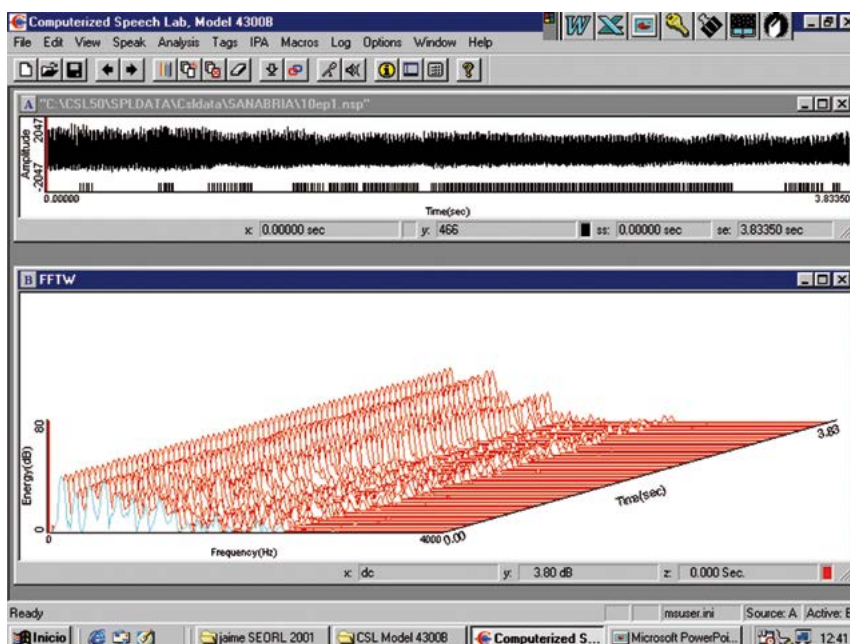 Computerized Speech Lab, Model 4300B
File Edit View Speak Analysis Tags IPA Macros Log Options Window Help
A "C:\CSL50\SPLDATA\Csldata\SANABRIA\10ep1.nsp"
2047
Amplitude
-2047
0.00000
3.83350
Time(sec)
x: 0.00000 sec y: 466 ss: 0.00000 sec se: 3.83350 sec
B FFTW
80
Energy(dB)
0
3.83
Time(sec)
0 4000 0.00
Frequency(Hz)
x: dc y: 3.80 dB z: 0.000 Sec.
Ready msuser.ini Source: A Active: B
Inicio jaime SEORL 2001 CSL Model 4300B Computerized S... Microsoft PowerPoi... 12:41